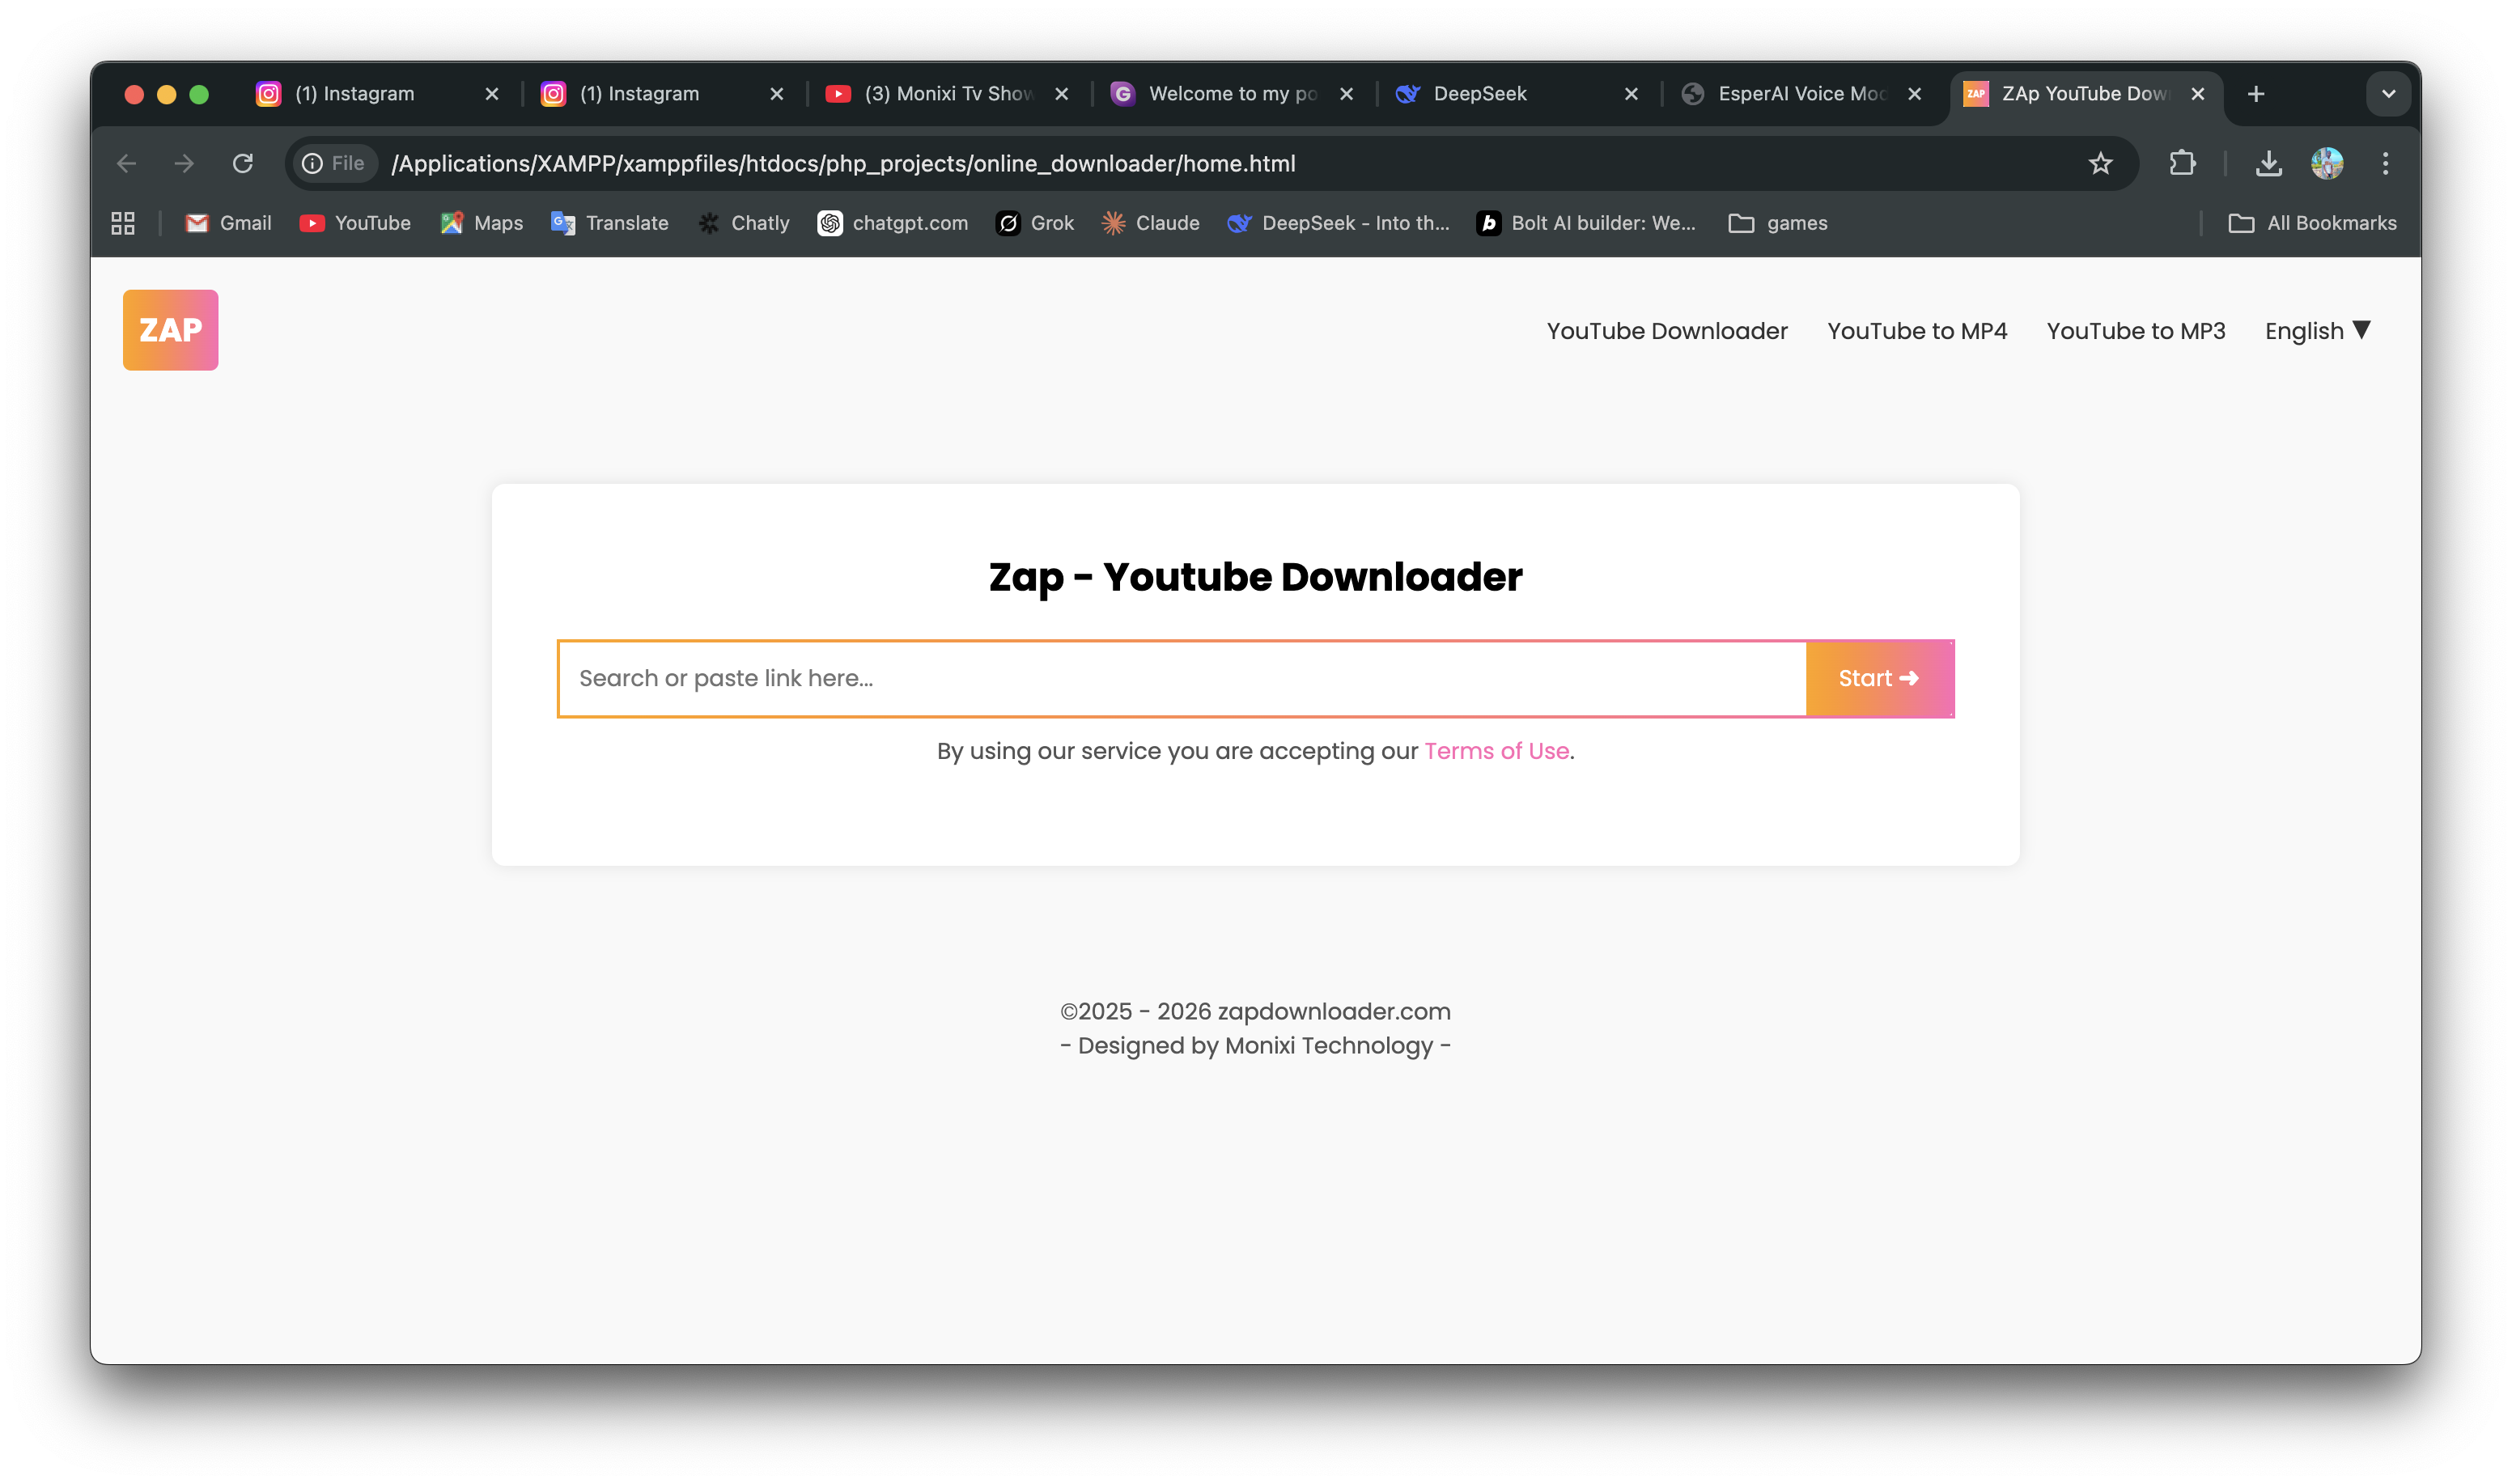 (1) Instagram
(1) Instagram
(3) Monixi Tv Show
Welcome to my po
DeepSeek
EsperAI Voice Moc
ZAP
ZAp YouTube Dow
File
/Applications/XAMPP/xamppfiles/htdocs/php_projects/online_downloader/home.html
Gmail
YouTube
Maps
Translate
Chatly
chatgpt.com
Grok
Claude
DeepSeek - Into th...
Bolt AI builder: We...
games
All Bookmarks
ZAP
YouTube Downloader
YouTube to MP4
YouTube to MP3
English ▼
Zap - Youtube Downloader
Search or paste link here...
Start ➜
By using our service you are accepting our Terms of Use.
©2025 - 2026 zapdownloader.com
- Designed by Monixi Technology -